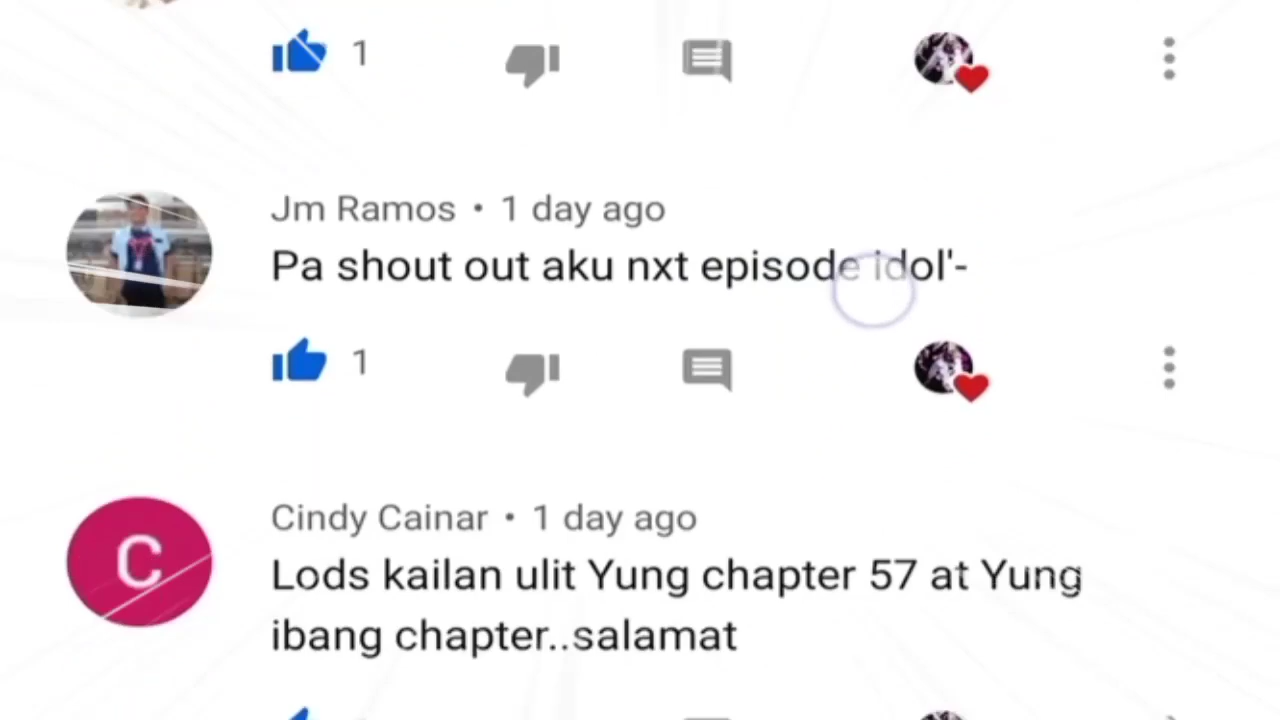 1
Jm Ramos • 1 day ago
Pa shout out aku nxt episode idol'-
1
C
Cindy Cainar • 1 day ago
Lods kailan ulit Yung chapter 57 at Yung
ibang chapter..salamat